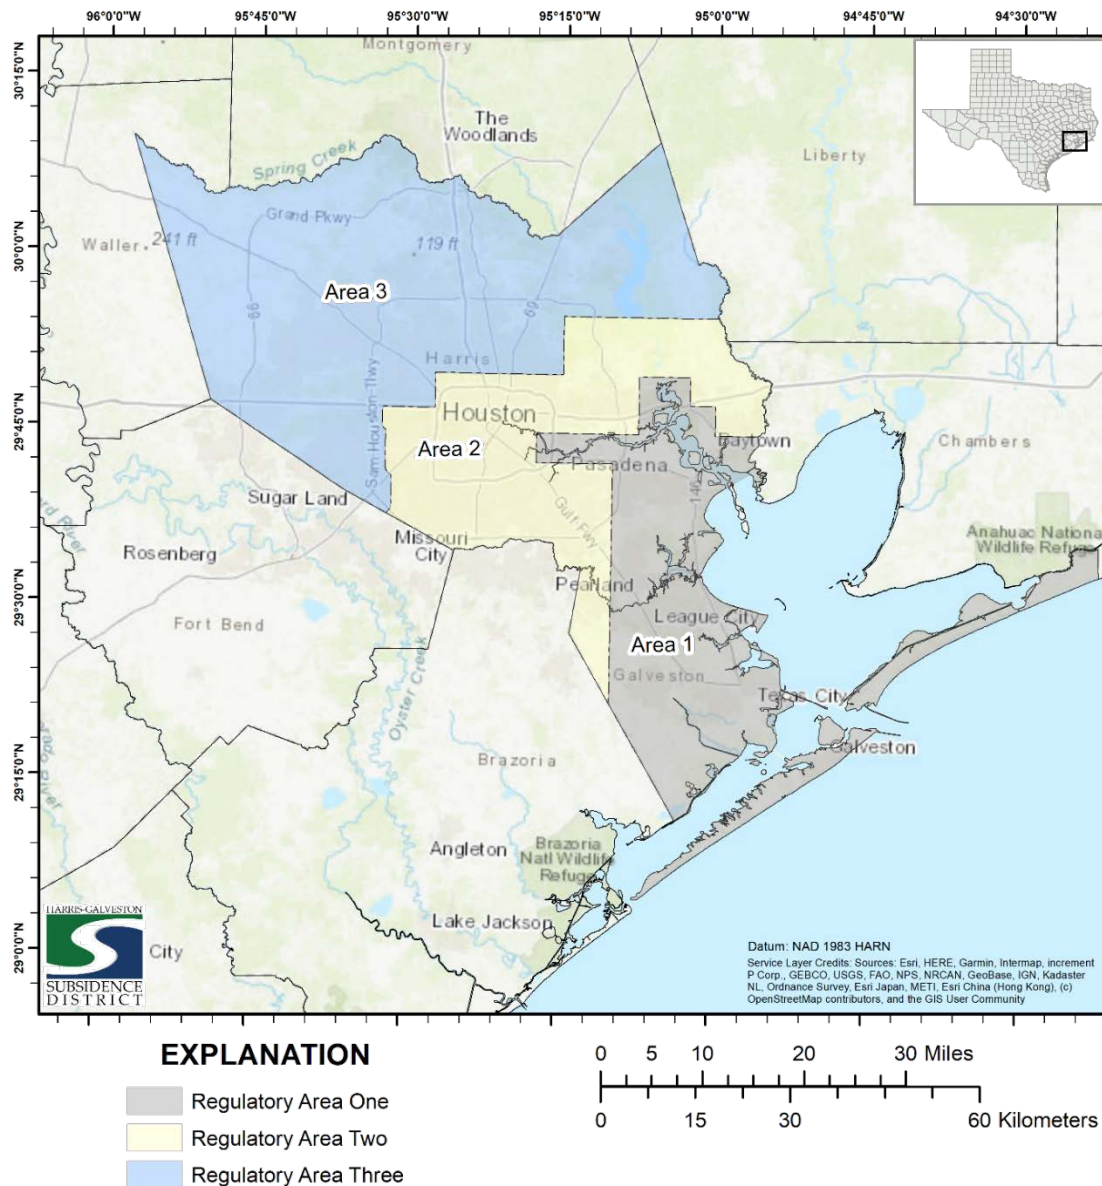 96°0'0"W 95°45'0"W 95°30'0"W 95°15'0"W 95°0'0"W 94°45'0"W 94°30'0"W
30°15'0"N
30°0'0"N
29°45'0"N
29°30'0"N
29°15'0"N
29°0'0"N
Montgomery
The
Woodlands
Liberty
Spring Creek
Grand Pkwy
Waller
241 ft
119 ft
Area 3
66
69
Harris
Sam Houston Tlwy
Houston
Area 2
Baytown
Chambers
Pasadena
146
Sugar Land
Gulf Fwy
Missouri
City
Anahuac National
Wildlife Refuge
Rosenberg
Pearland
Fort Bend
League City
Area 1
Galveston
Oyster Creek
Texas City
Galveston
Brazoria
Angleton
Brazoria
Natl Wildlife
Refuge
Lake Jackson
City
River
River
HARRIS-GALVESTON
SUBSIDENCE
DISTRICT
Datum: NAD 1983 HARN
Service Layer Credits: Sources: Esri, HERE, Garmin, Intermap, increment
P Corp., GEBCO, USGS, FAO, NPS, NRCAN, GeoBase, IGN, Kadaster
NL, Ordnance Survey, Esri Japan, METI, Esri China (Hong Kong), (c)
OpenStreetMap contributors, and the GIS User Community
EXPLANATION
Regulatory Area One
Regulatory Area Two
Regulatory Area Three
0 5 10 20 30 Miles
0 15 30 60 Kilometers